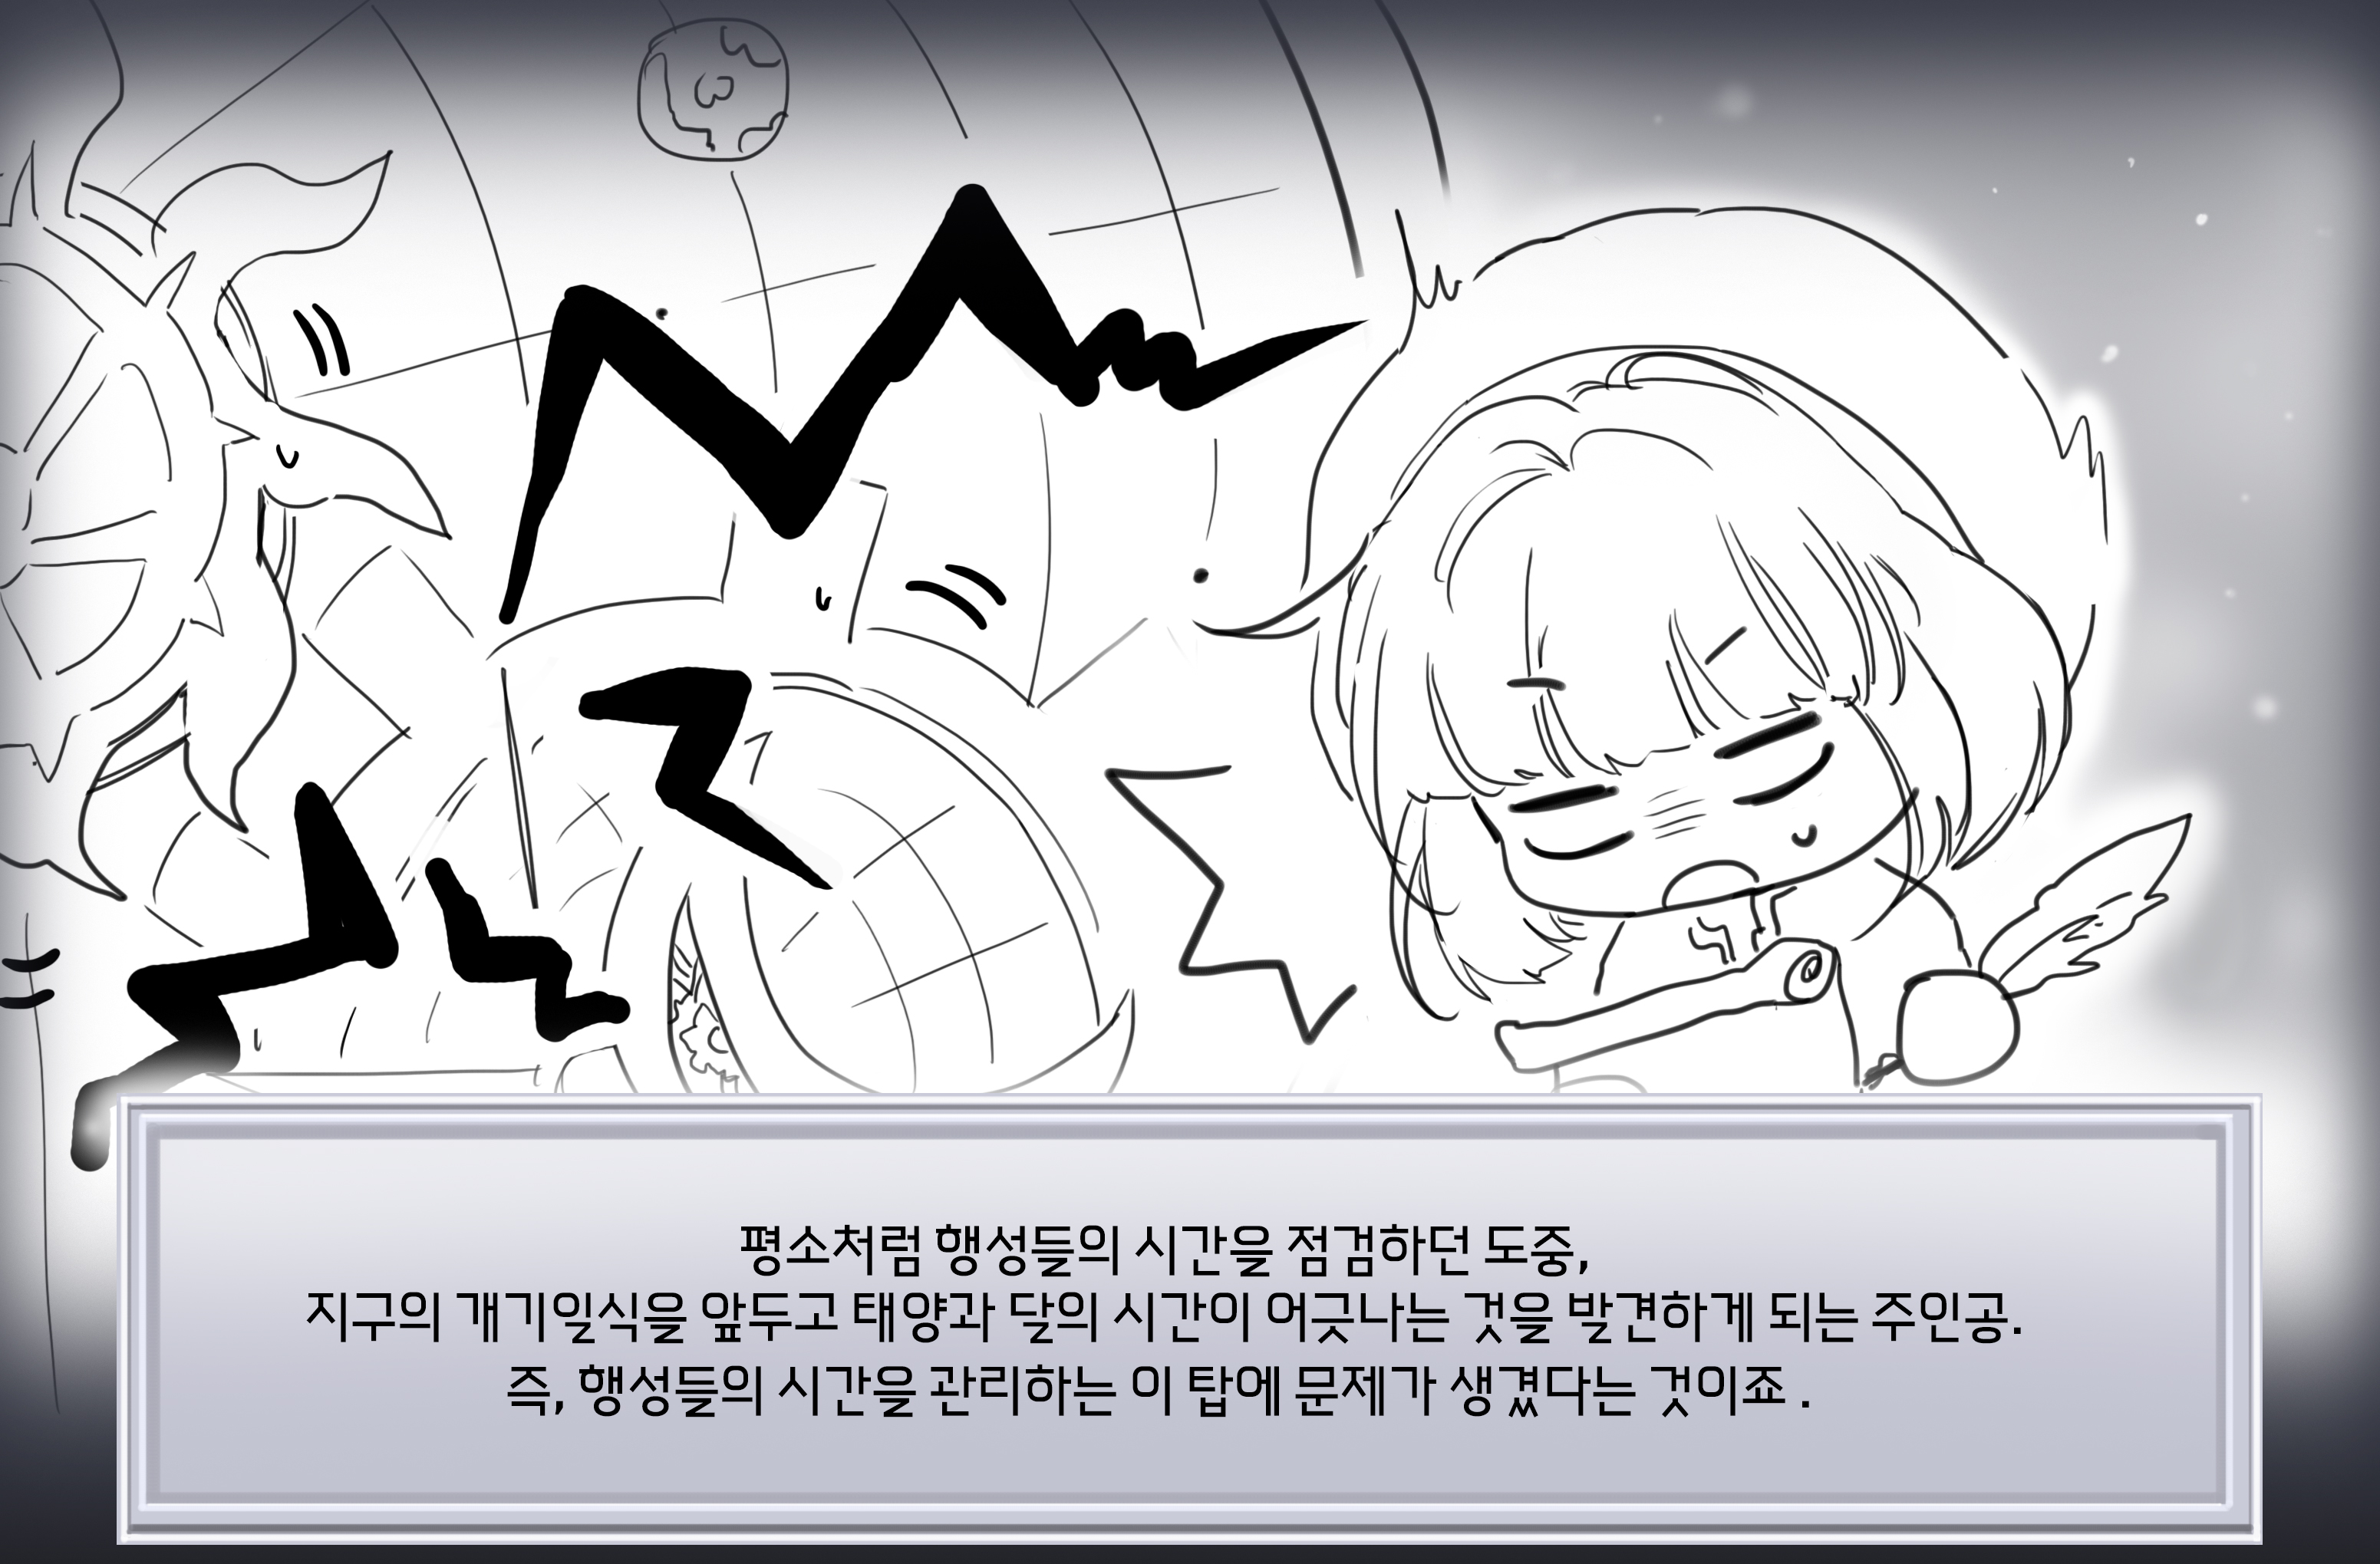 평소처럼 행성들의 시간을 점검하던 도중,
지구의 개기일식을 앞두고 태양과 달의 시간이 어긋나는 것을 발견하게 되는 주인공.
즉, 행성들의 시간을 관리하는 이 탑에 문제가 생겼다는 것이죠 .